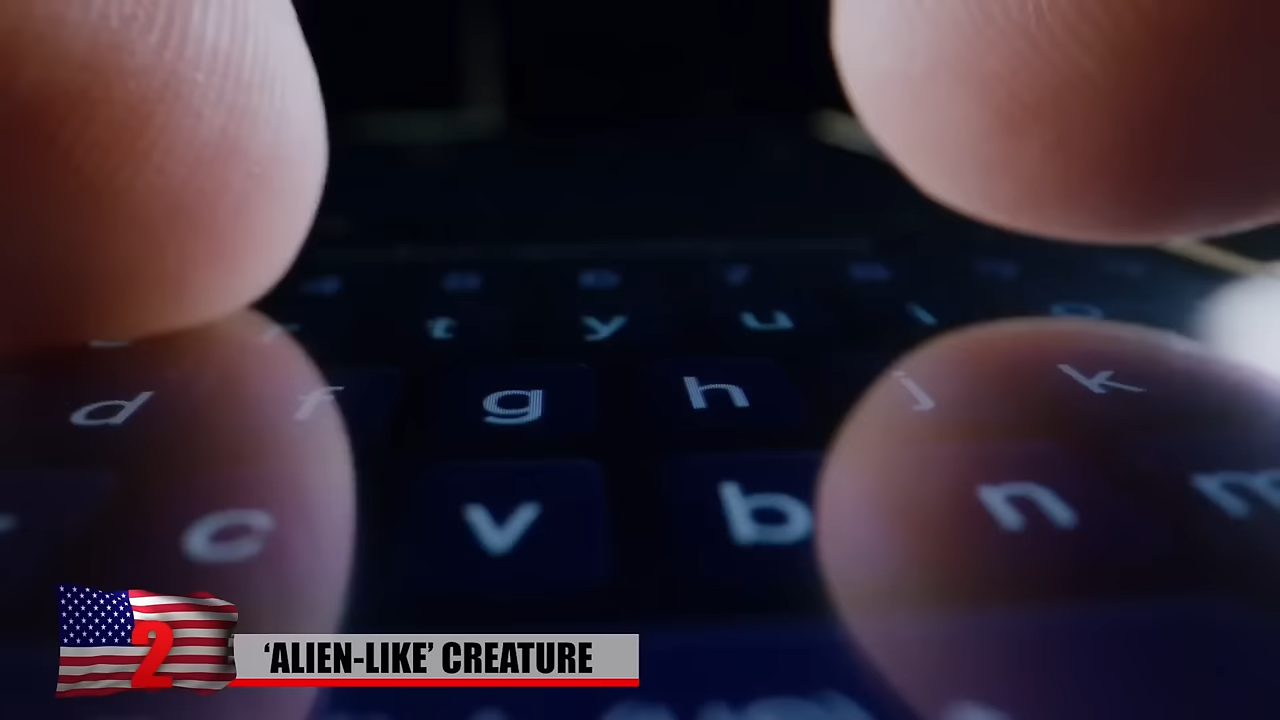 t y u i
d f g h j k
c v b n m
2
‘ALIEN-LIKE’ CREATURE